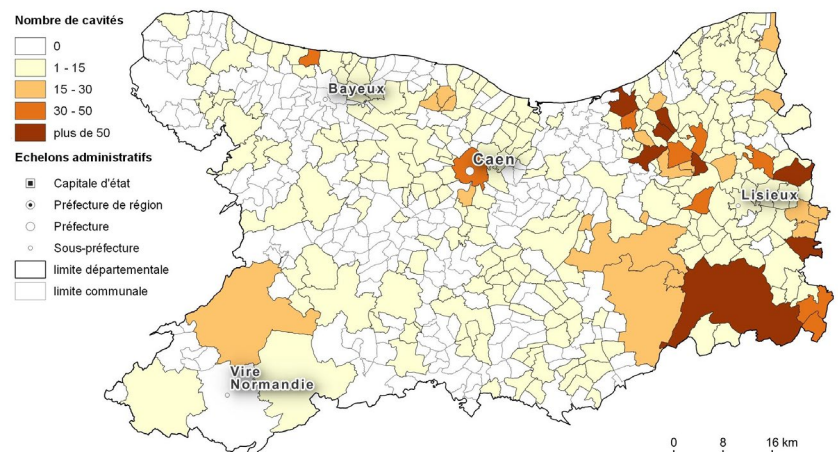 Nombre de cavités
0
1 - 15
15 - 30
30 - 50
plus de 50
Echelons administratifs
Capitale d'état
Préfecture de région
Préfecture
Sous-préfecture
limite départementale
limite communale
Bayeux
Caen
Lisieux
Vire
Normandie
0 8 16 km